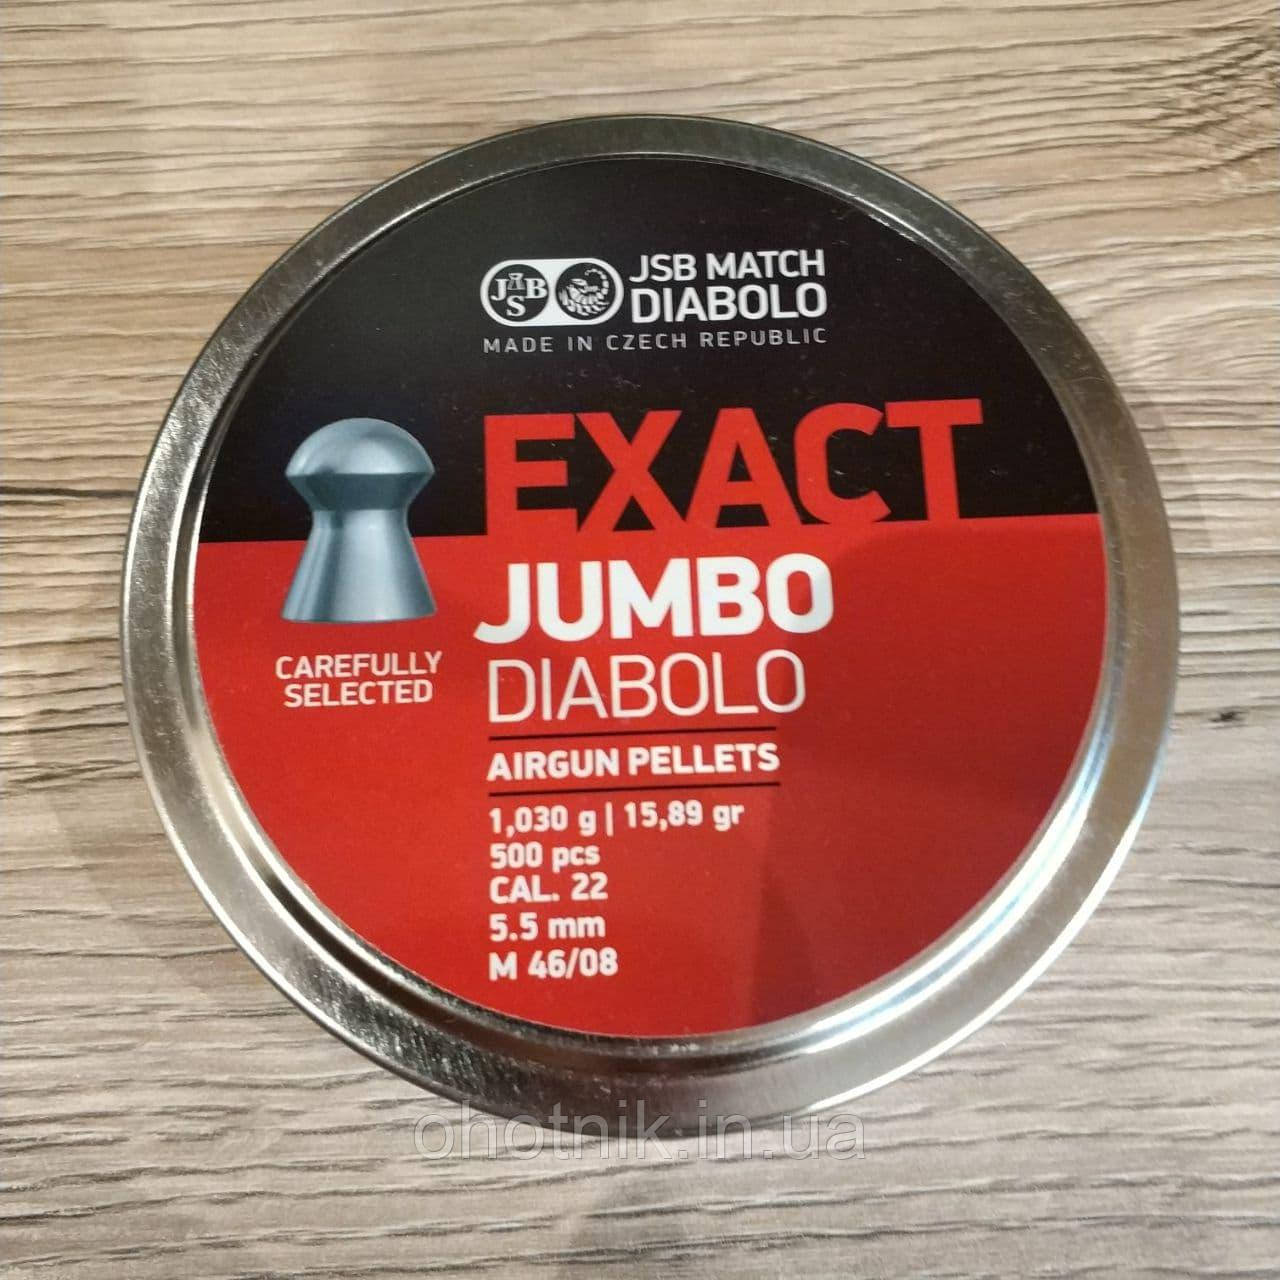 JSB
JSB MATCH
DIABOLO
MADE IN CZECH REPUBLIC
EXACT
JUMBO
DIABOLO
CAREFULLY
SELECTED
AIRGUN PELLETS
1,030 g | 15,89 gr
500 pcs
CAL. 22
5.5 mm
M 46/08
ohotnik.in.ua